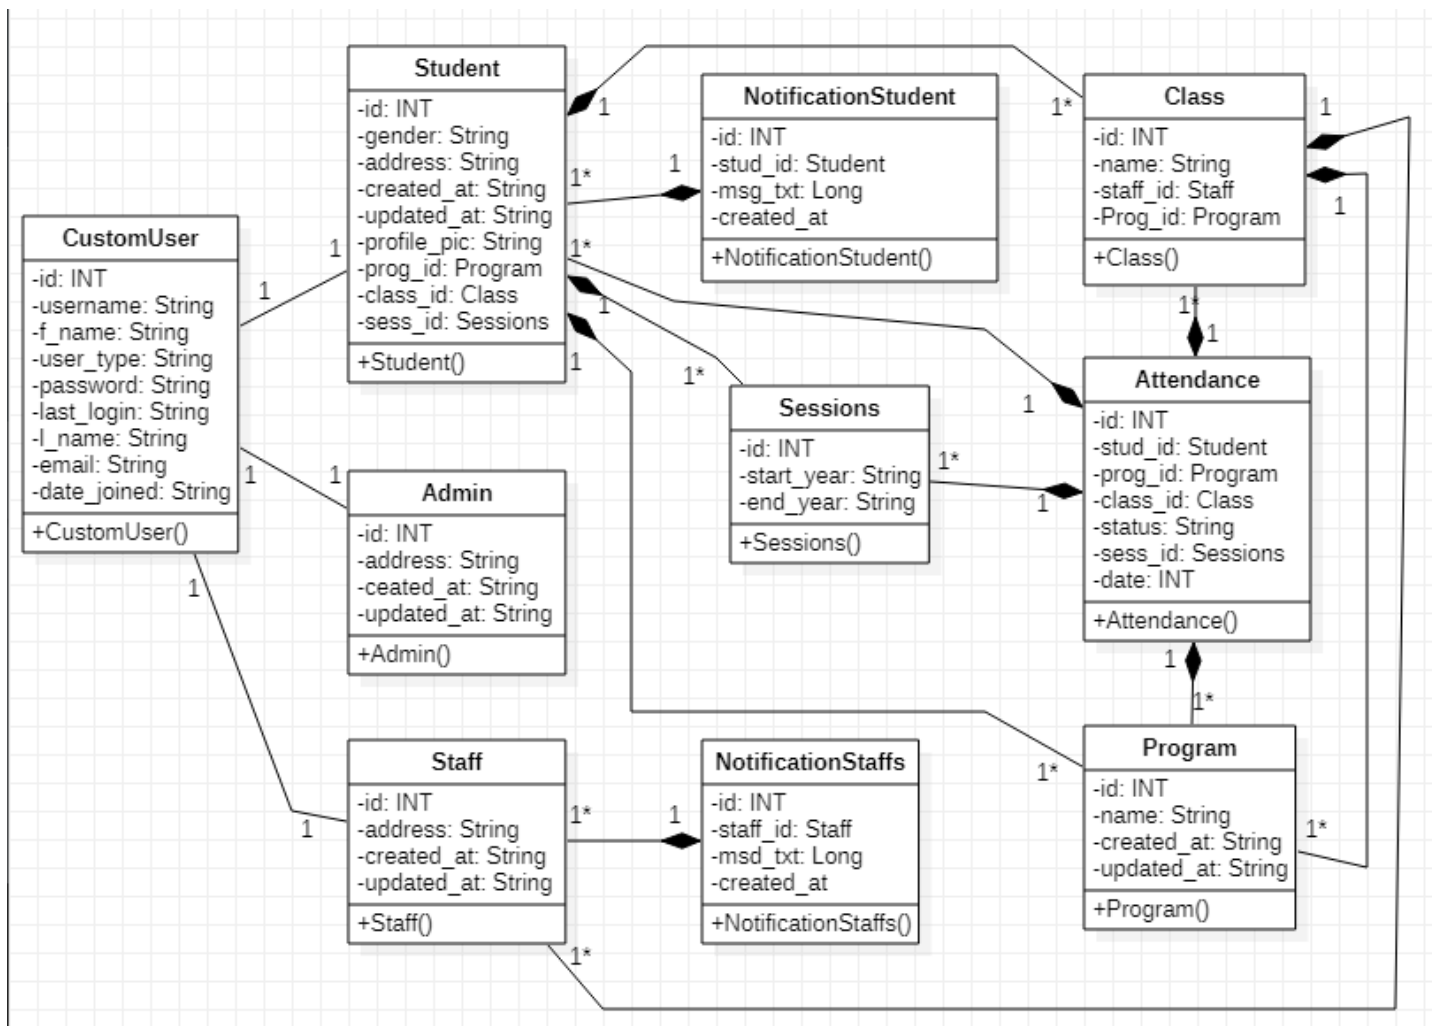 Student
-id: INT
-gender: String
-address: String
-created_at: String
-updated_at: String
-profile_pic: String
-prog_id: Program
-class_id: Class
-sess_id: Sessions
+Student()
NotificationStudent
-id: INT
-stud_id: Student
-msg_txt: Long
-created_at
+NotificationStudent()
Class
-id: INT
-name: String
-staff_id: Staff
-Prog_id: Program
+Class()
CustomUser
-id: INT
-username: String
-f_name: String
-user_type: String
-password: String
-last_login: String
-l_name: String
-email: String
-date_joined: String
+CustomUser()
Admin
-id: INT
-address: String
-ceated_at: String
-updated_at: String
+Admin()
Sessions
-id: INT
-start_year: String
-end_year: String
+Sessions()
Attendance
-id: INT
-stud_id: Student
-prog_id: Program
-class_id: Class
-status: String
-sess_id: Sessions
-date: INT
+Attendance()
Staff
-id: INT
-address: String
-created_at: String
-updated_at: String
+Staff()
NotificationStaffs
-id: INT
-staff_id: Staff
-msd_txt: Long
-created_at
+NotificationStaffs()
Program
-id: INT
-name: String
-created_at: String
-updated_at: String
+Program()
1
1*
1
1
1*
1
1
1*
1
1
1*
1
1
1*
1
1*
1
1
1
1
1*
1
1
1*
1*
1
1*
1
1*
1*